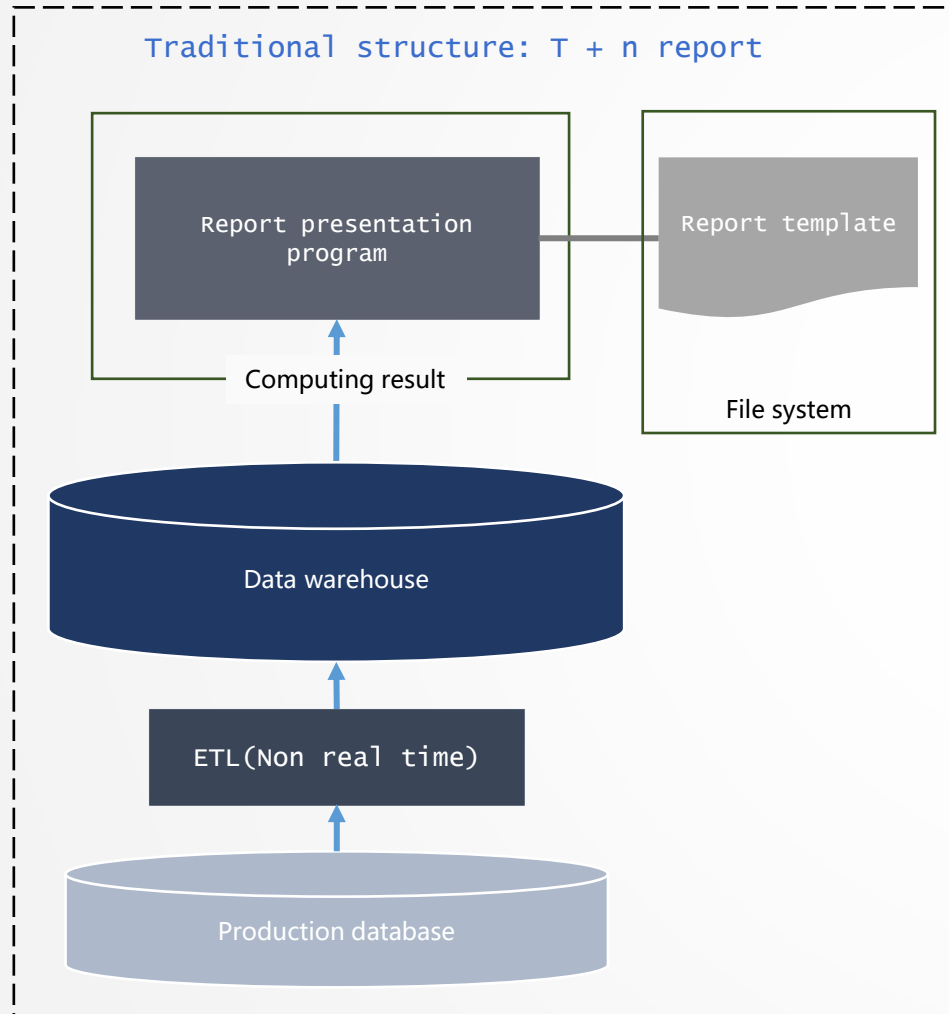 Traditional structure: T + n report
Report presentation
program
Report template
Computing result
File system
Data warehouse
ETL(Non real time)
Production database